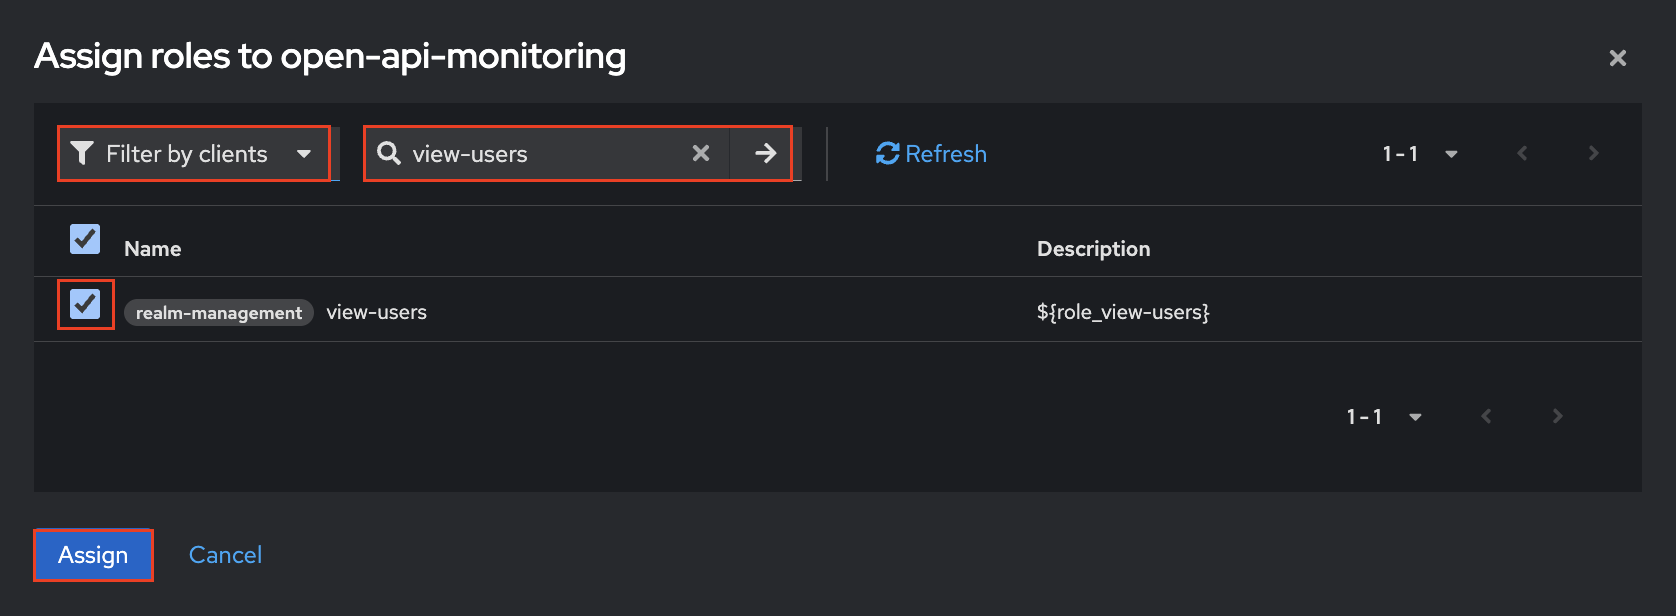 Assign roles to open-api-monitoring
Filter by clients view-users Refresh 1 - 1
Name Description
realm-management view-users ${role_view-users}
1 - 1
Assign Cancel